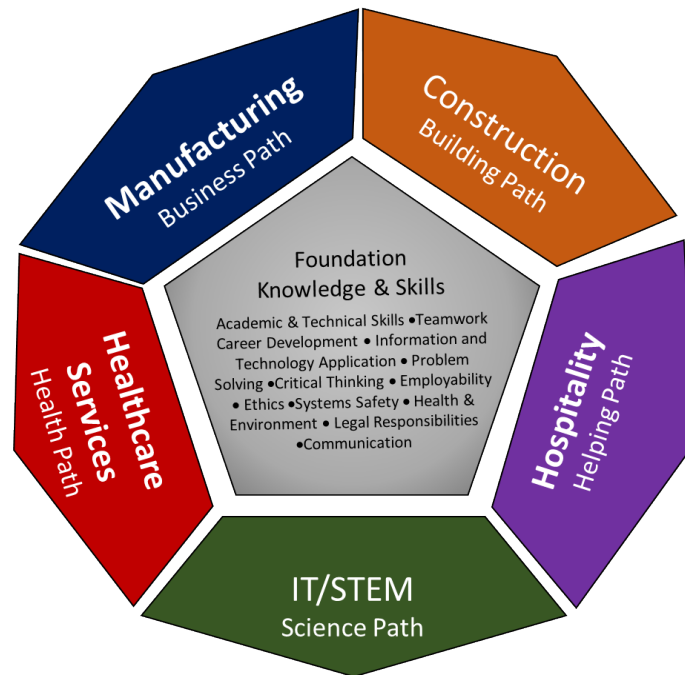 Manufacturing
Business Path
Construction
Building Path
Foundation
Knowledge & Skills
Academic & Technical Skills •Teamwork
Career Development • Information and
Technology Application • Problem
Solving •Critical Thinking • Employability
• Ethics •Systems Safety • Health &
Environment • Legal Responsibilities
•Communication
Healthcare
Services
Health Path
Hospitality
Helping Path
IT/STEM
Science Path